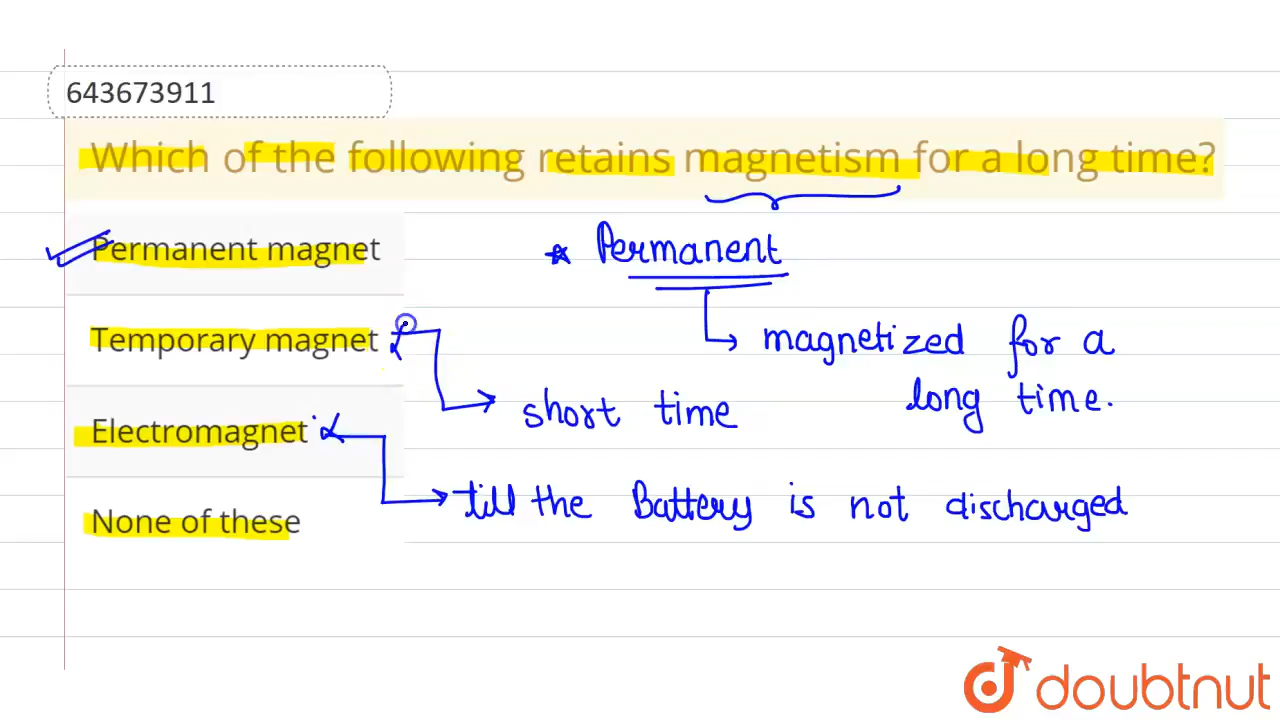 643673911
Which of the following retains magnetism for a long time?
Permanent magnet
* Permanent
Temporary magnet
magnetized for a
long time.
short time
Electromagnet
till the Battery is not discharged
None of these
doubtnut